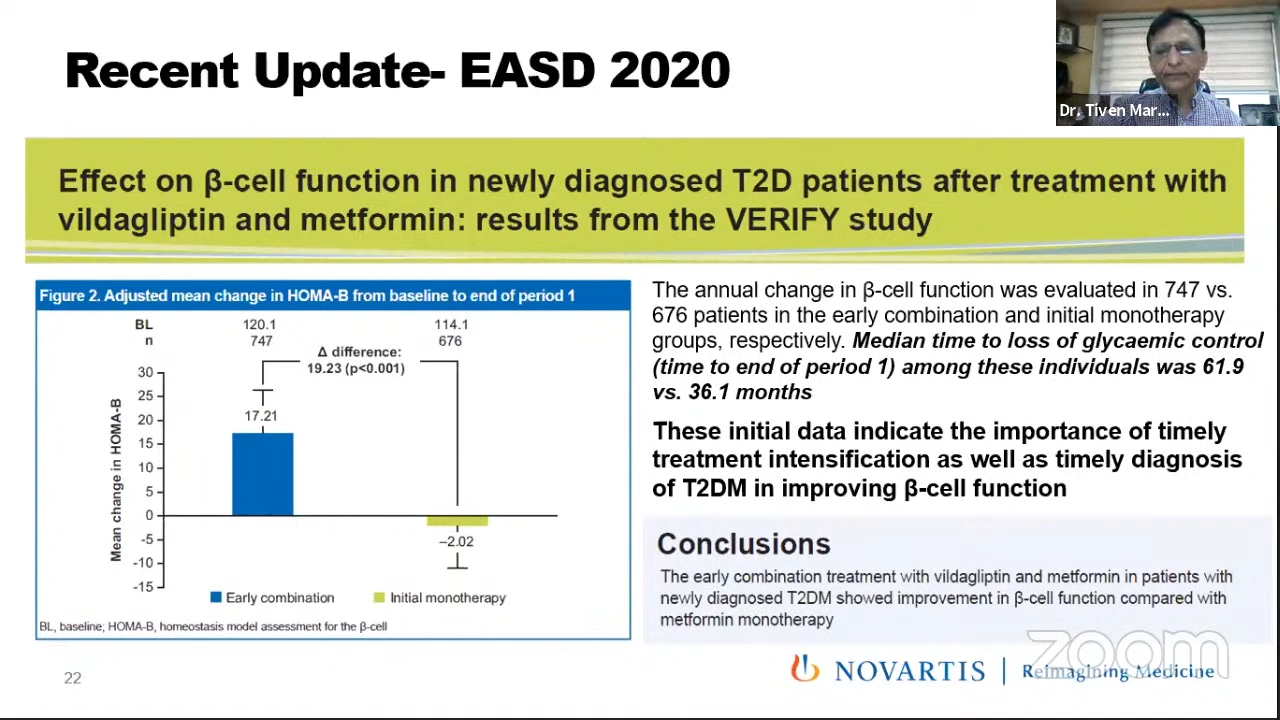 Recent Update- EASD 2020
Dr. Tiven Mar...
Effect on β-cell function in newly diagnosed T2D patients after treatment with
vildagliptin and metformin: results from the VERIFY study
Figure 2. Adjusted mean change in HOMA-B from baseline to end of period 1
BL 120.1 114.1
n 747 676
Δ difference:
19.23 (p<0.001)
Mean change in HOMA-B
30
25
20
15
10
5
0
-5
-10
-15
17.21
−2.02
Early combination Initial monotherapy
BL, baseline; HOMA-B, homeostasis model assessment for the β-cell
The annual change in β-cell function was evaluated in 747 vs.
676 patients in the early combination and initial monotherapy
groups, respectively. Median time to loss of glycaemic control
(time to end of period 1) among these individuals was 61.9
vs. 36.1 months
These initial data indicate the importance of timely
treatment intensification as well as timely diagnosis
of T2DM in improving β-cell function
Conclusions
The early combination treatment with vildagliptin and metformin in patients with
newly diagnosed T2DM showed improvement in β-cell function compared with
metformin monotherapy
zoom
22
NOVARTIS | Reimagining Medicine